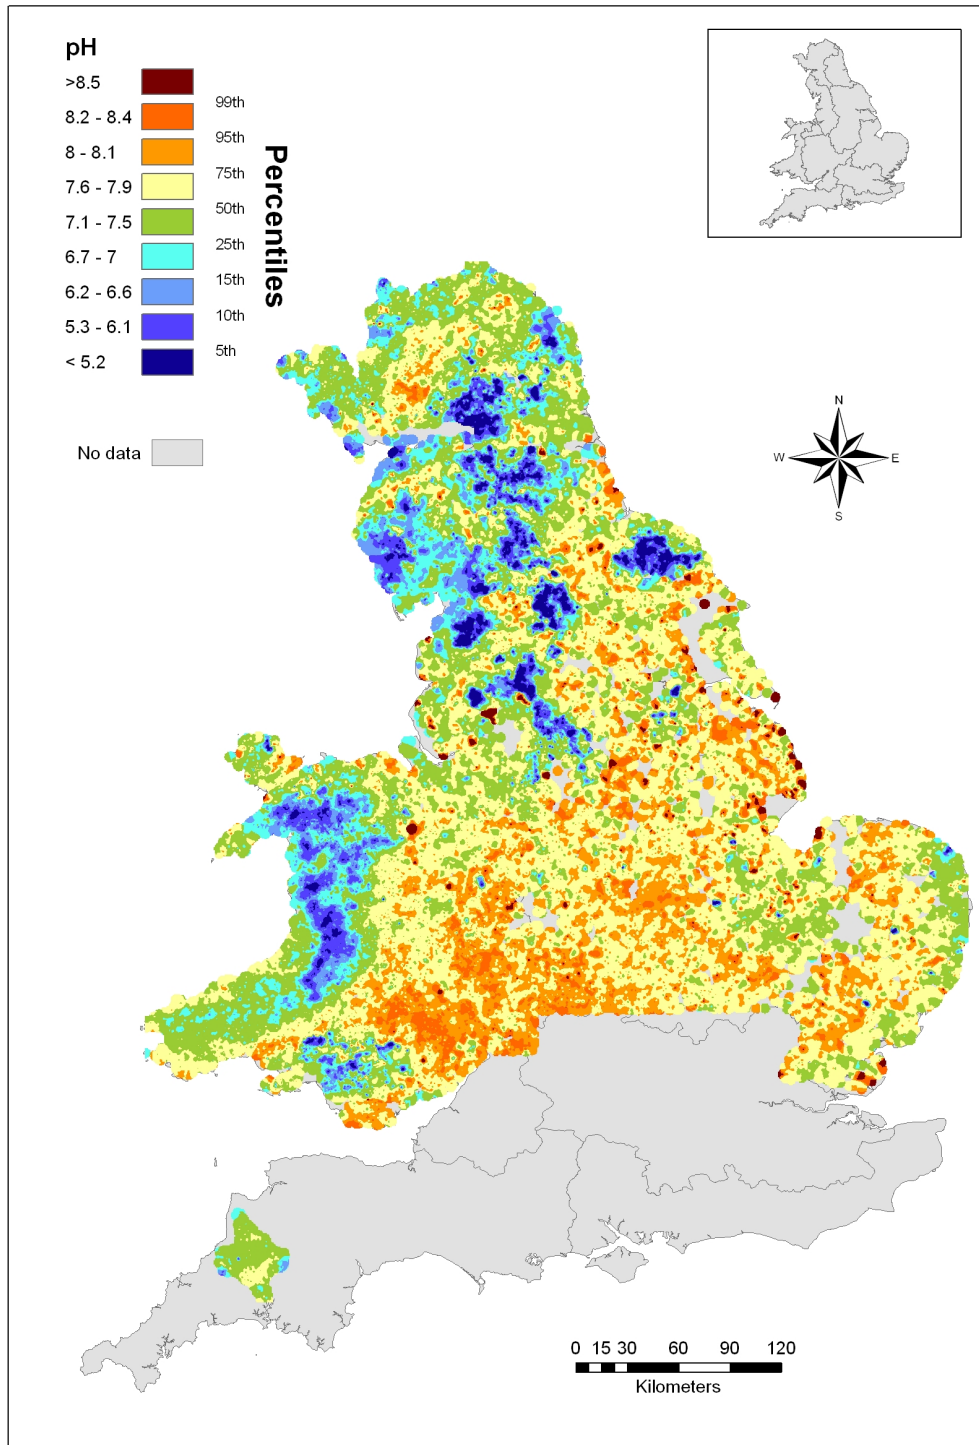 pH
>8.5
99th
8.2 - 8.4
95th
8 - 8.1
75th
7.6 - 7.9
50th
7.1 - 7.5
25th
6.7 - 7
15th
6.2 - 6.6
10th
5.3 - 6.1
5th
< 5.2
Percentiles
No data
N
W
E
S
0 15 30 60 90 120
Kilometers